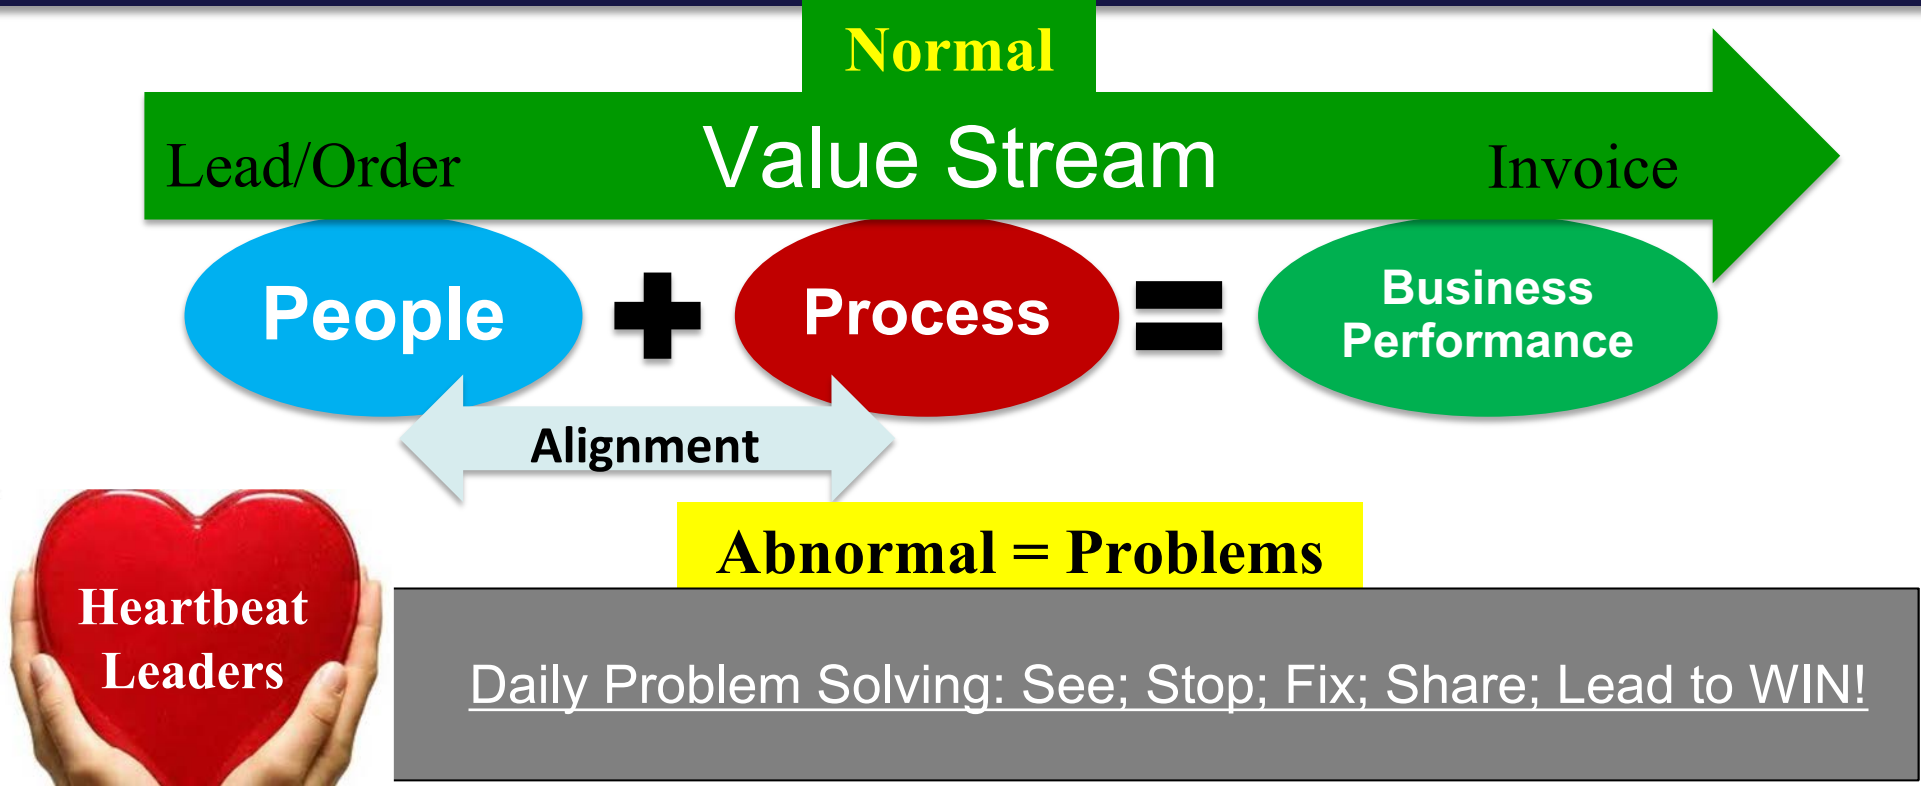 Normal
Lead/Order Value Stream Invoice
People + Process = Business
Performance
Alignment
Abnormal = Problems
Heartbeat
Leaders
Daily Problem Solving: See; Stop; Fix; Share; Lead to WIN!